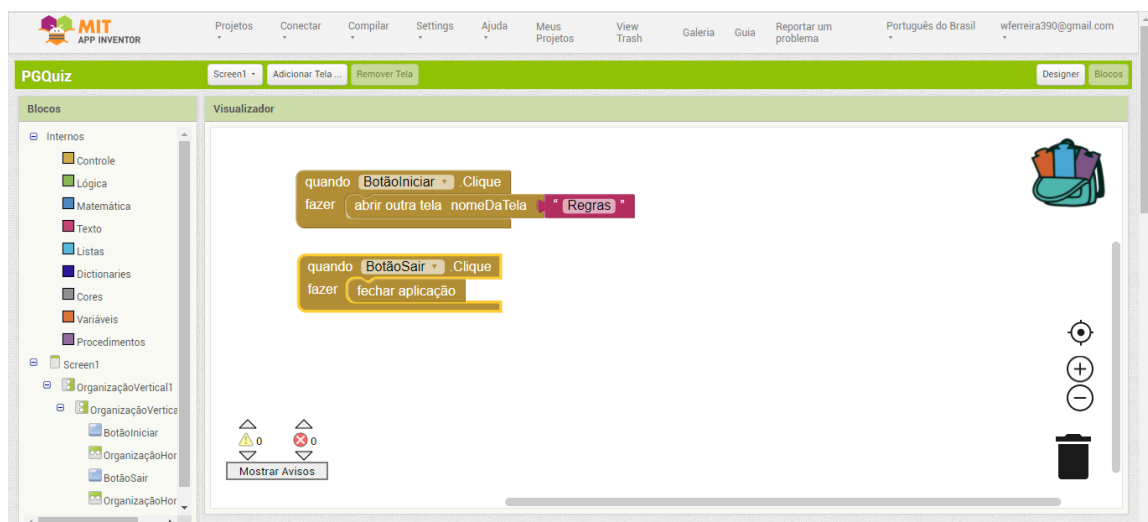 MIT
APP INVENTOR
Projetos
Conectar
Compilar
Settings
Ajuda
Meus
Projetos
View
Trash
Galeria
Guia
Reportar um
problema
Português do Brasil
wferreira390@gmail.com
PGQuiz
Screen1
Adicionar Tela ...
Remover Tela
Designer
Blocos
Blocos
Visualizador
Internos
Controle
Lógica
Matemática
Texto
Listas
Dictionaries
Cores
Variáveis
Procedimentos
Screen1
OrganizaçãoVertical1
OrganizaçãoVertica
BotãoIniciar
OrganizaçãoHor
BotãoSair
OrganizaçãoHor
quando BotãoIniciar .Clique
fazer abrir outra tela nomeDaTela " Regras "
quando BotãoSair .Clique
fazer fechar aplicação
0 0
Mostrar Avisos